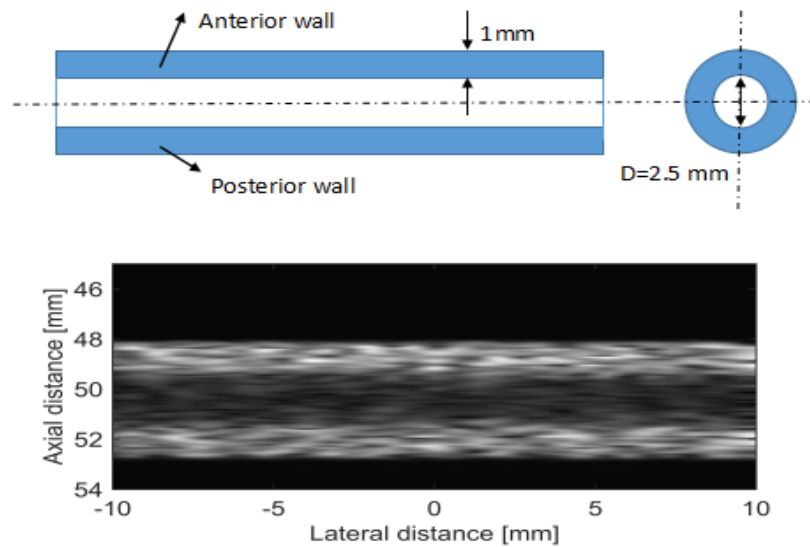 Anterior wall
1mm
Posterior wall
D=2.5 mm
Axial distance [mm]
46
48
50
52
54
-10
-5
0
5
10
Lateral distance [mm]